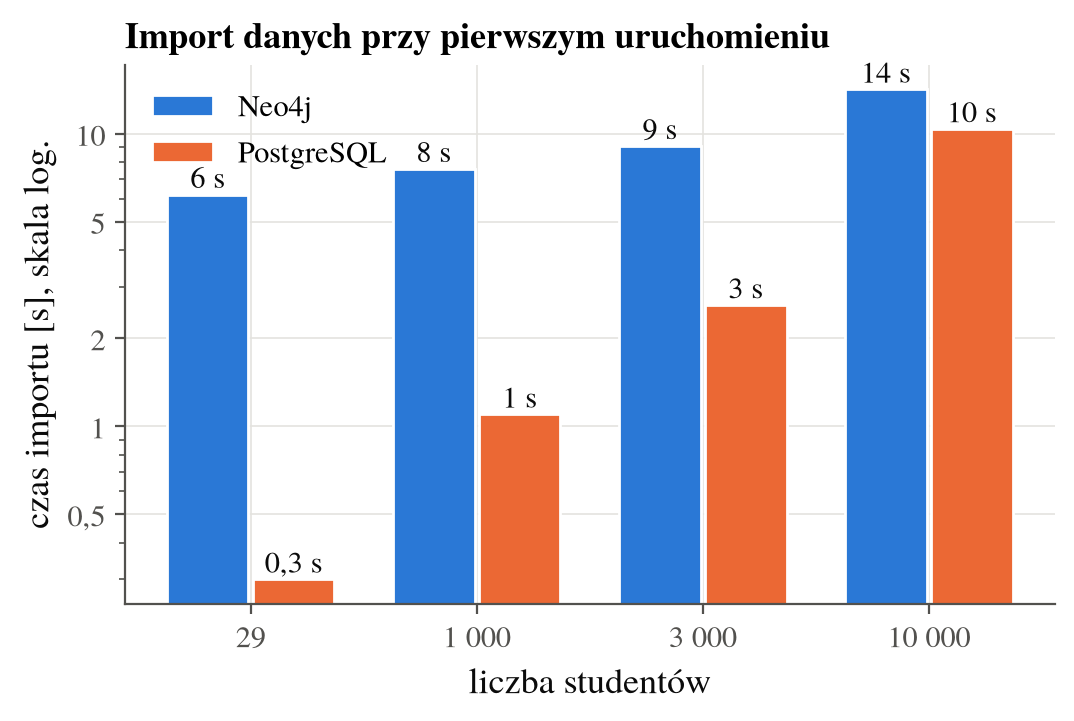 Import danych przy pierwszym uruchomieniu
Neo4j
PostgreSQL
14 s
10 s
9 s
8 s
6 s
3 s
1 s
0,3 s
10
5
2
1
0,5
czas importu [s], skala log.
29
1 000
3 000
10 000
liczba studentów